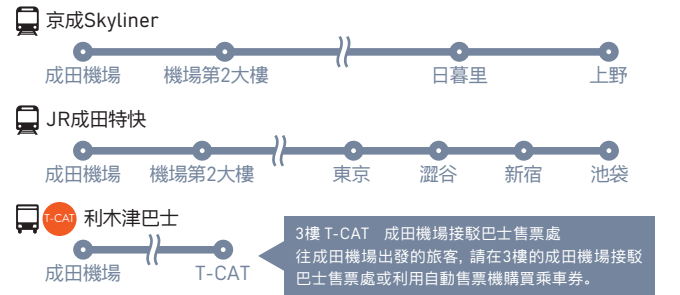 京成Skyliner
成田機場 機場第2大樓 日暮里 上野
JR成田特快
成田機場 機場第2大樓 東京 澀谷 新宿 池袋
T-CAT 利木津巴士
成田機場 T-CAT
3樓 T-CAT 成田機場接駁巴士售票處
往成田機場出發的旅客, 請在3樓的成田機場接駁
巴士售票處或利用自動售票機購買乘車券。